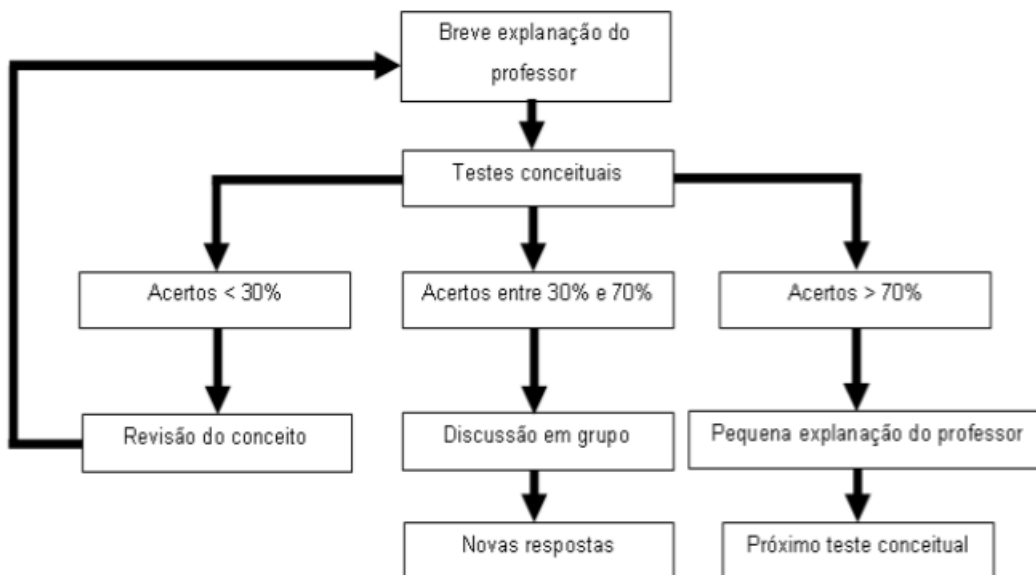 Breve explanação do
professor
Testes conceituais
Acertos < 30%
Acertos entre 30% e 70%
Acertos > 70%
Revisão do conceito
Discussão em grupo
Pequena explanação do professor
Novas respostas
Próximo teste conceitual